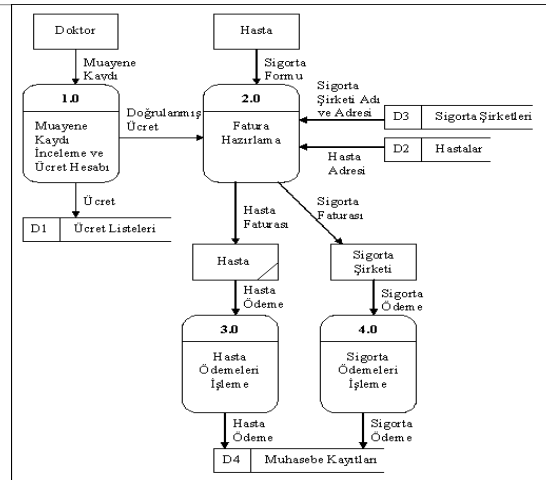 Doktor
Hasta
Muayene
Kaydı
Sigorta
Formu
1.0
Muayene
Kaydı
İnceleme ve
Ücret Hesabı
Doğrulanmış
Ücret
2.0
Fatura
Hazırlama
Sigorta
Şirketi Adı
ve Adresi
D3 Sigorta Şirketleri
D2 Hastalar
Hasta
Adresi
Ücret
D1 Ücret Listeleri
Hasta
Faturası
Sigorta
Faturası
Hasta
Sigorta
Şirketi
Hasta
Ödeme
Sigorta
Ödeme
3.0
Hasta
Ödemeleri
İşleme
4.0
Sigorta
Ödemeleri
İşleme
Hasta
Ödeme
Sigorta
Ödeme
D4 Muhasebe Kayıtları